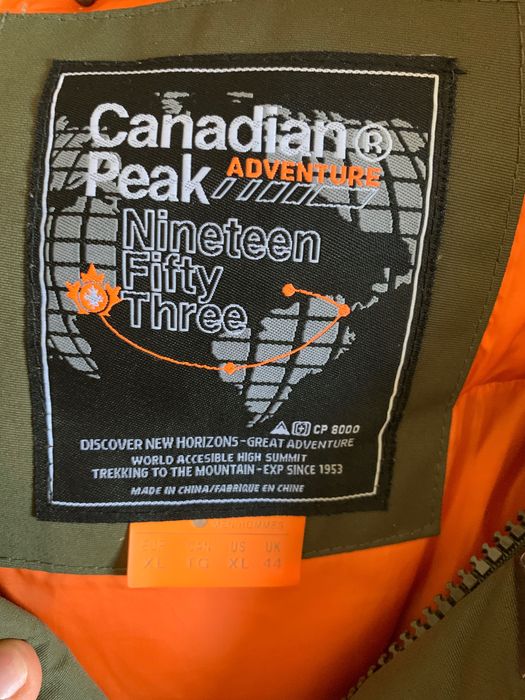 Canadian®
Peak ADVENTURE
Nineteen
Fifty
Three
CP 8000
DISCOVER NEW HORIZONS-GREAT ADVENTURE
WORLD ACCESIBLE HIGH SUMMIT
TREKKING TO THE MOUNTAIN-EXP SINCE 1953
MADE IN CHINA/FABRIQUE EN CHINE
HOMMES
EUR CAN US UK
XL TG XL 44